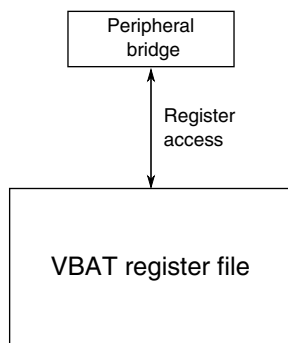 Peripheral
bridge
Register
access
VBAT register file